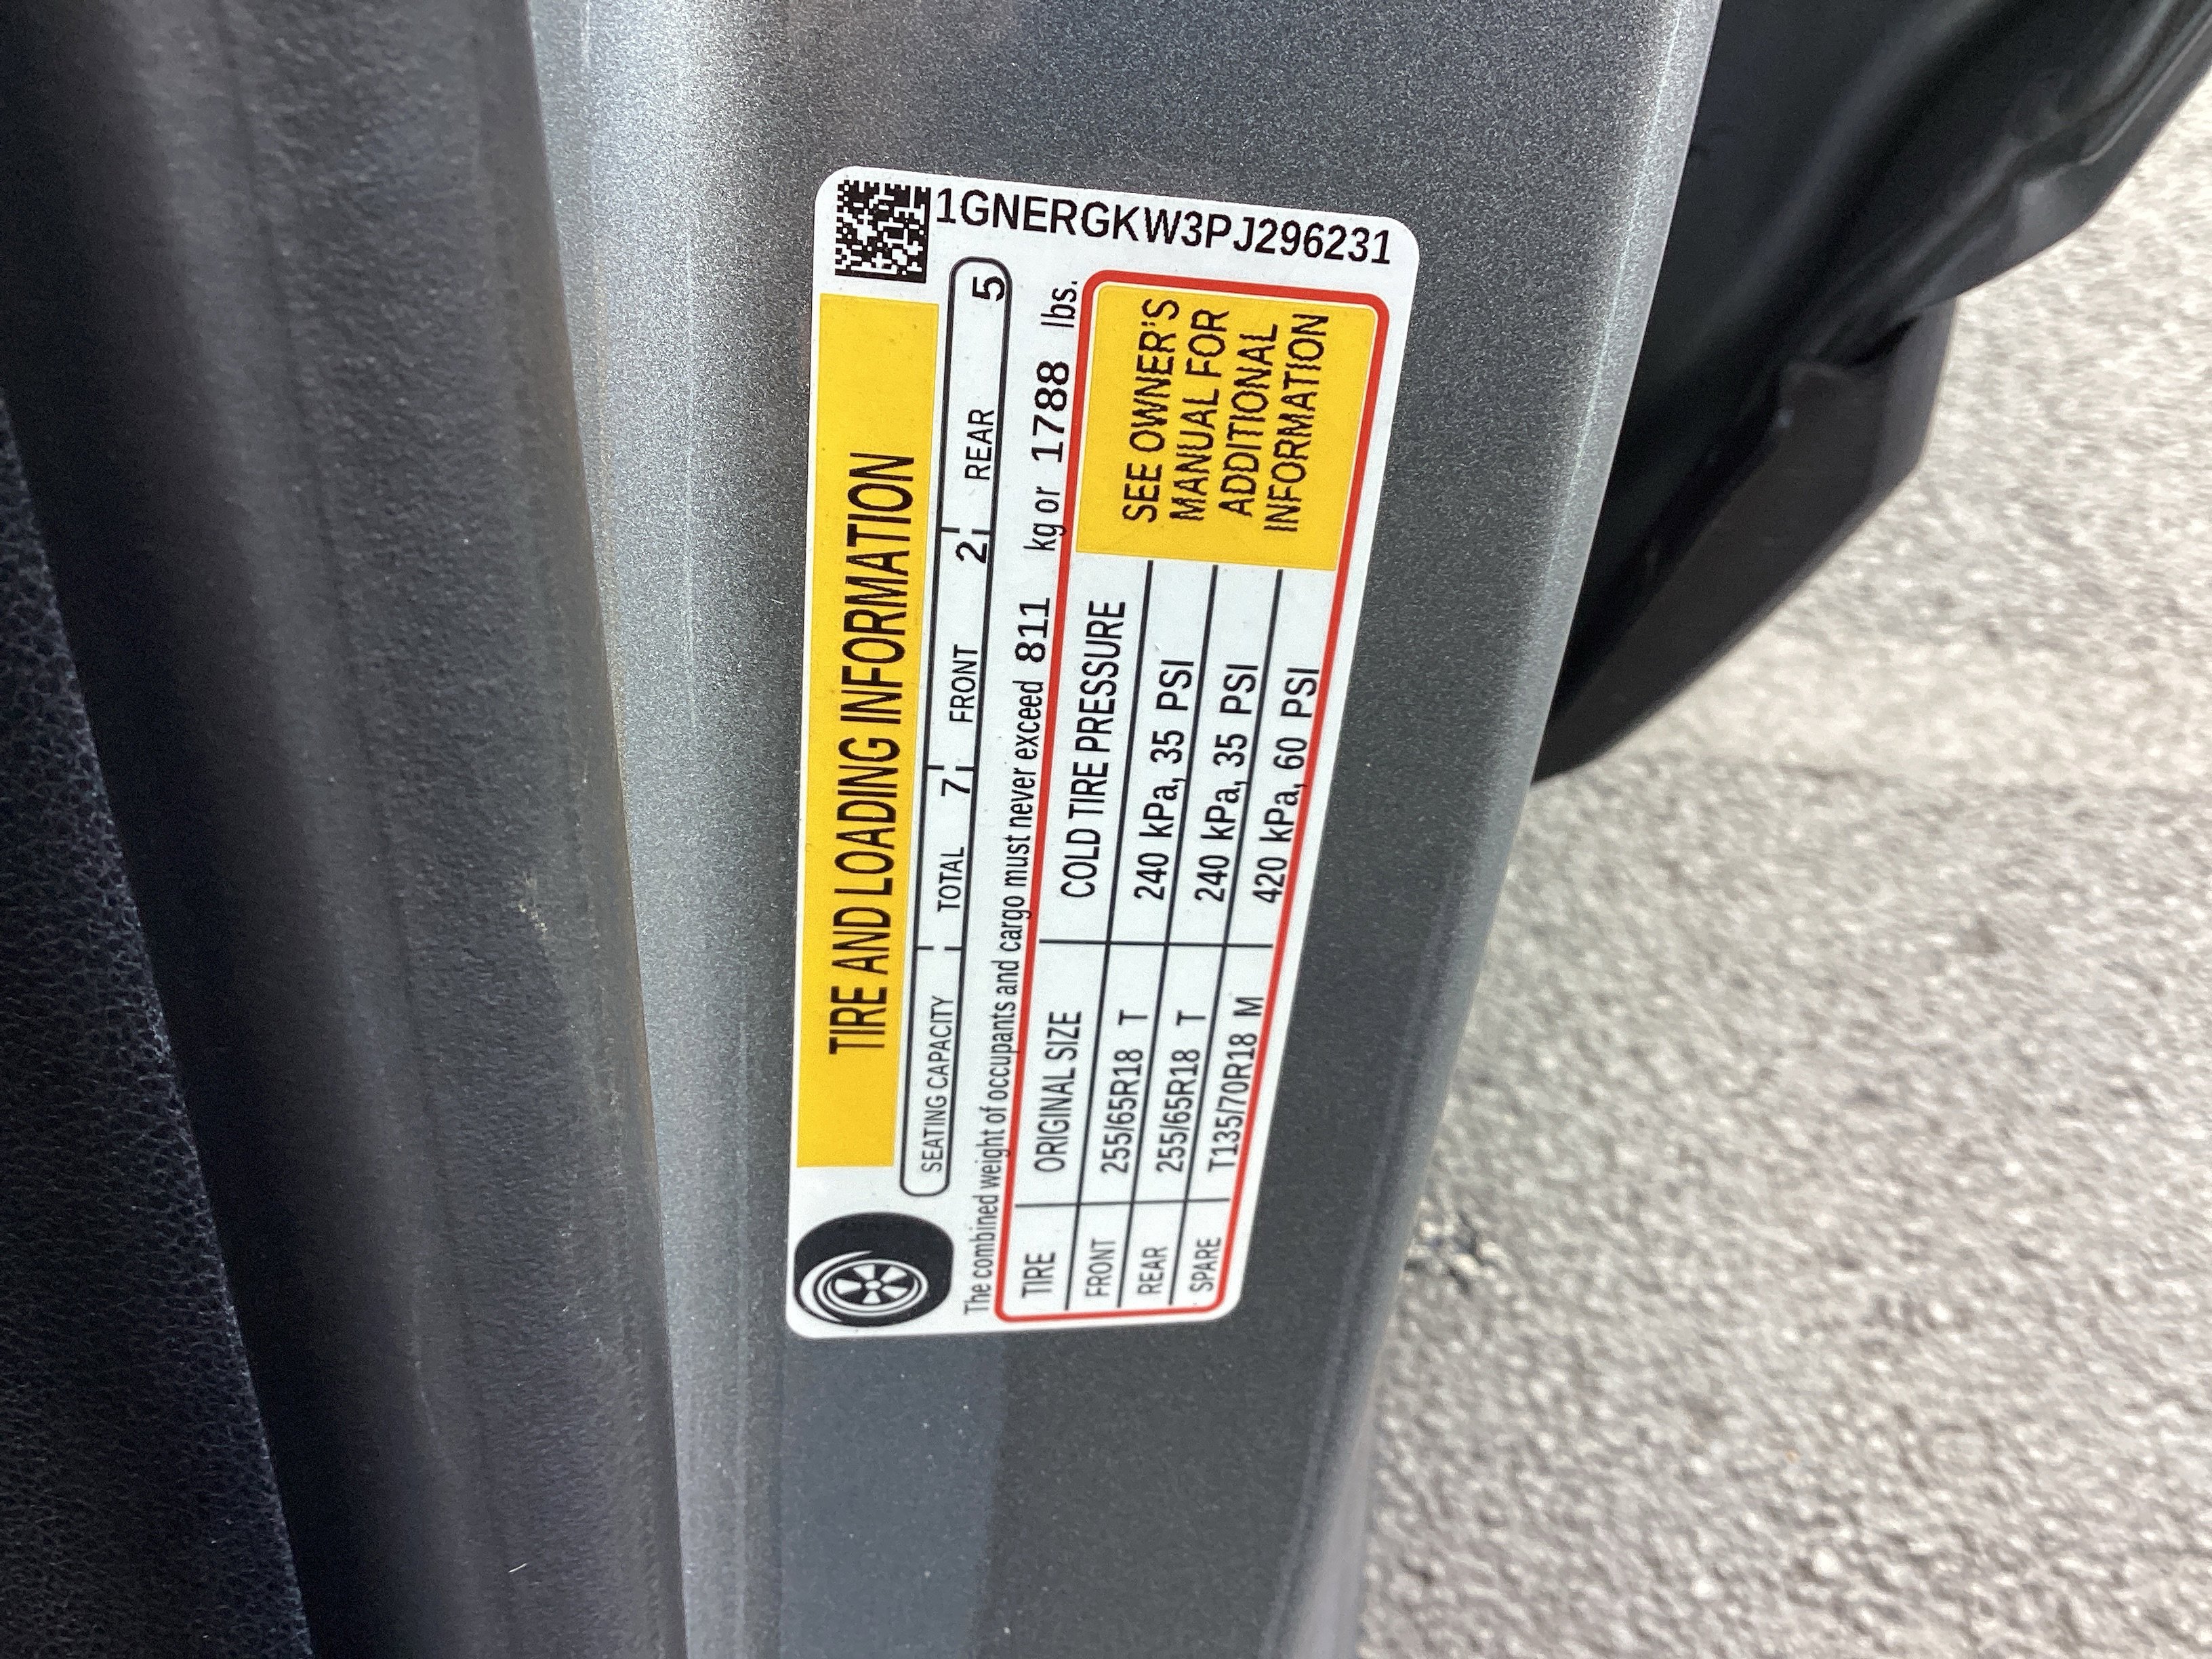 1GNERGKW3PJ296231
TIRE AND LOADING INFORMATION
SEATING CAPACITY TOTAL 7 FRONT 2 REAR 5
The combined weight of occupants and cargo must never exceed 811 kg or 1788 lbs.
TIRE ORIGINAL SIZE COLD TIRE PRESSURE
FRONT 255/65R18 T 240 kPa, 35 PSI
REAR 255/65R18 T 240 kPa, 35 PSI
SPARE T135/70R18 M 420 kPa, 60 PSI
SEE OWNER'S
MANUAL FOR
ADDITIONAL
INFORMATION